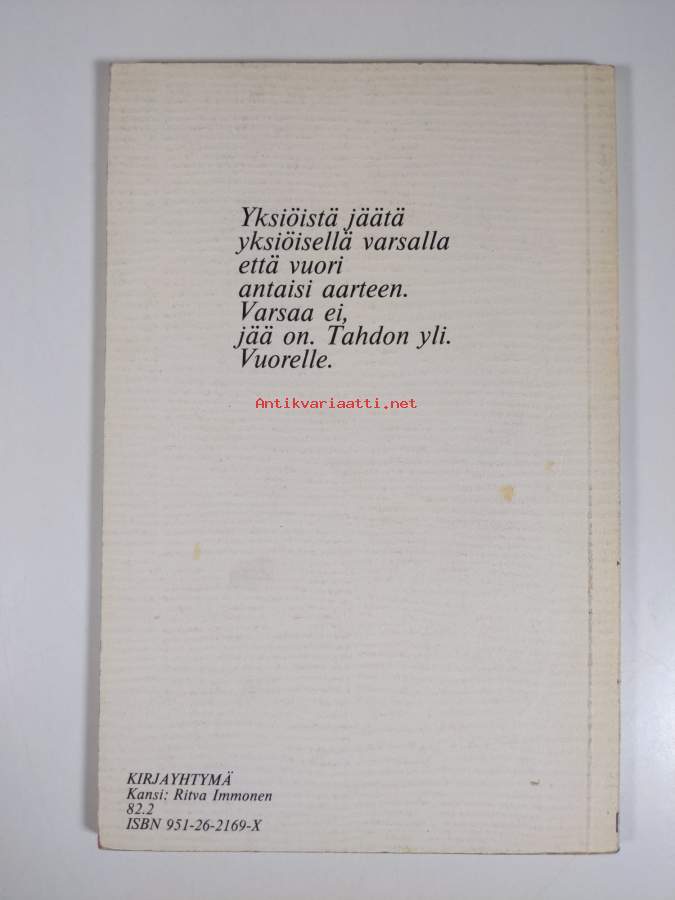 Yksiöistä jäätä
yksiöisellä varsalla
että vuori
antaisi aarteen.
Varsaa ei,
jää on. Tahdon yli.
Vuorelle.
Antikvariaatti.net
KIRJAYHTYMÄ
Kansi: Ritva Immonen
82.2
ISBN 951-26-2169-X